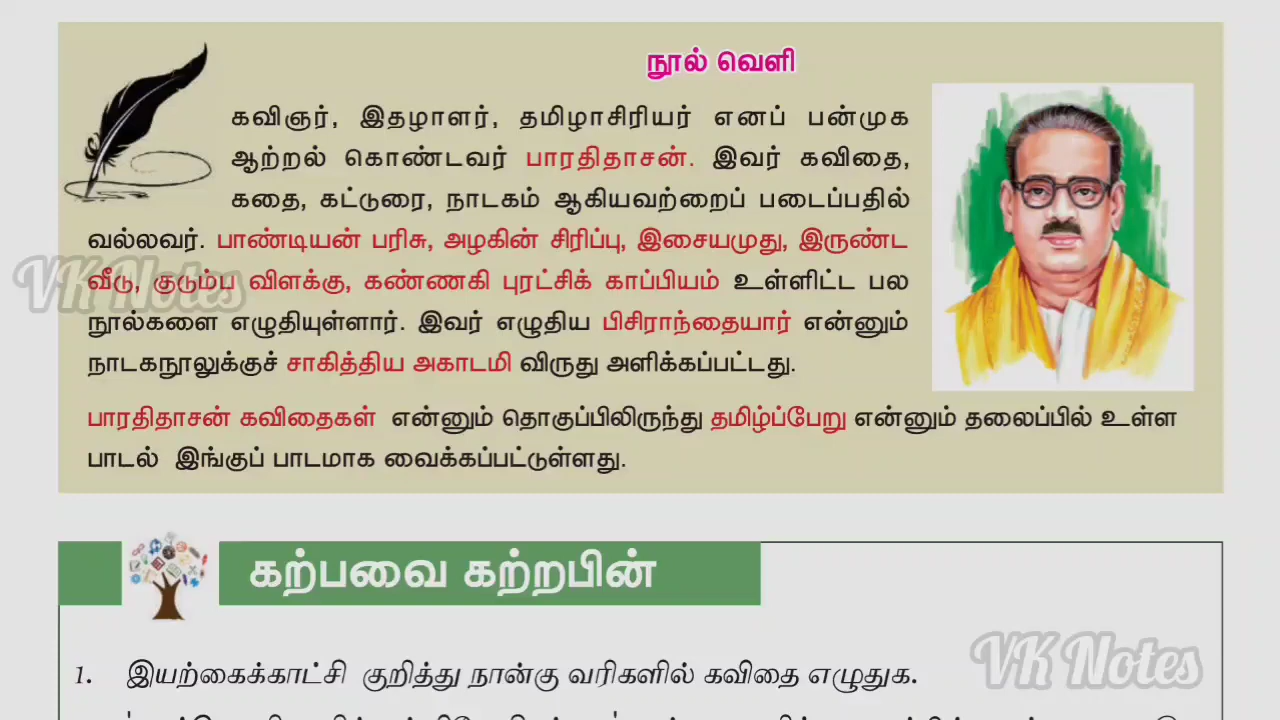 நூல் வெளி
கவிஞர், இதழாளர், தமிழாசிரியர் எனப் பன்முக
ஆற்றல் கொண்டவர் பாரதிதாசன். இவர் கவிதை,
கதை, கட்டுரை, நாடகம் ஆகியவற்றைப் படைப்பதில்
வல்லவர். பாண்டியன் பரிசு, அழகின் சிரிப்பு, இசையமுது, இருண்ட
வீடு, குடும்ப விளக்கு, கண்ணகி புரட்சிக் காப்பியம் உள்ளிட்ட பல
VK Notes
நூல்களை எழுதியுள்ளார். இவர் எழுதிய பிசிராந்தையார் என்னும்
நாடகநூலுக்குச் சாகித்திய அகாடமி விருது அளிக்கப்பட்டது.
பாரதிதாசன் கவிதைகள் என்னும் தொகுப்பிலிருந்து தமிழ்ப்பேறு என்னும் தலைப்பில் உள்ள
பாடல் இங்குப் பாடமாக வைக்கப்பட்டுள்ளது.
கற்பவை கற்றபின்
1. இயற்கைக்காட்சி குறித்து நான்கு வரிகளில் கவிதை எழுதுக.
VK Notes